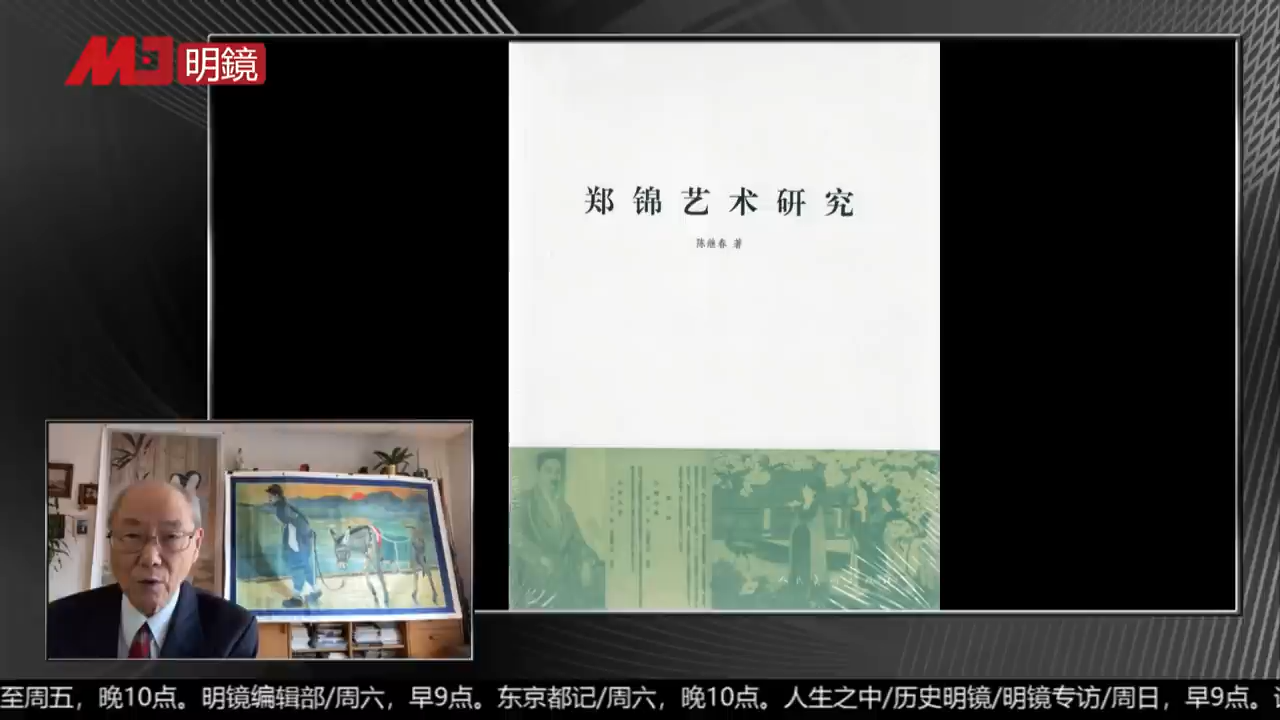 明鏡
郑锦艺术研究
陈继春 著
至周五，晚10点。明镜编辑部/周六，早9点。东京都记/周六，晚10点。人生之中/历史明镜/明镜专访/周日，早9点。